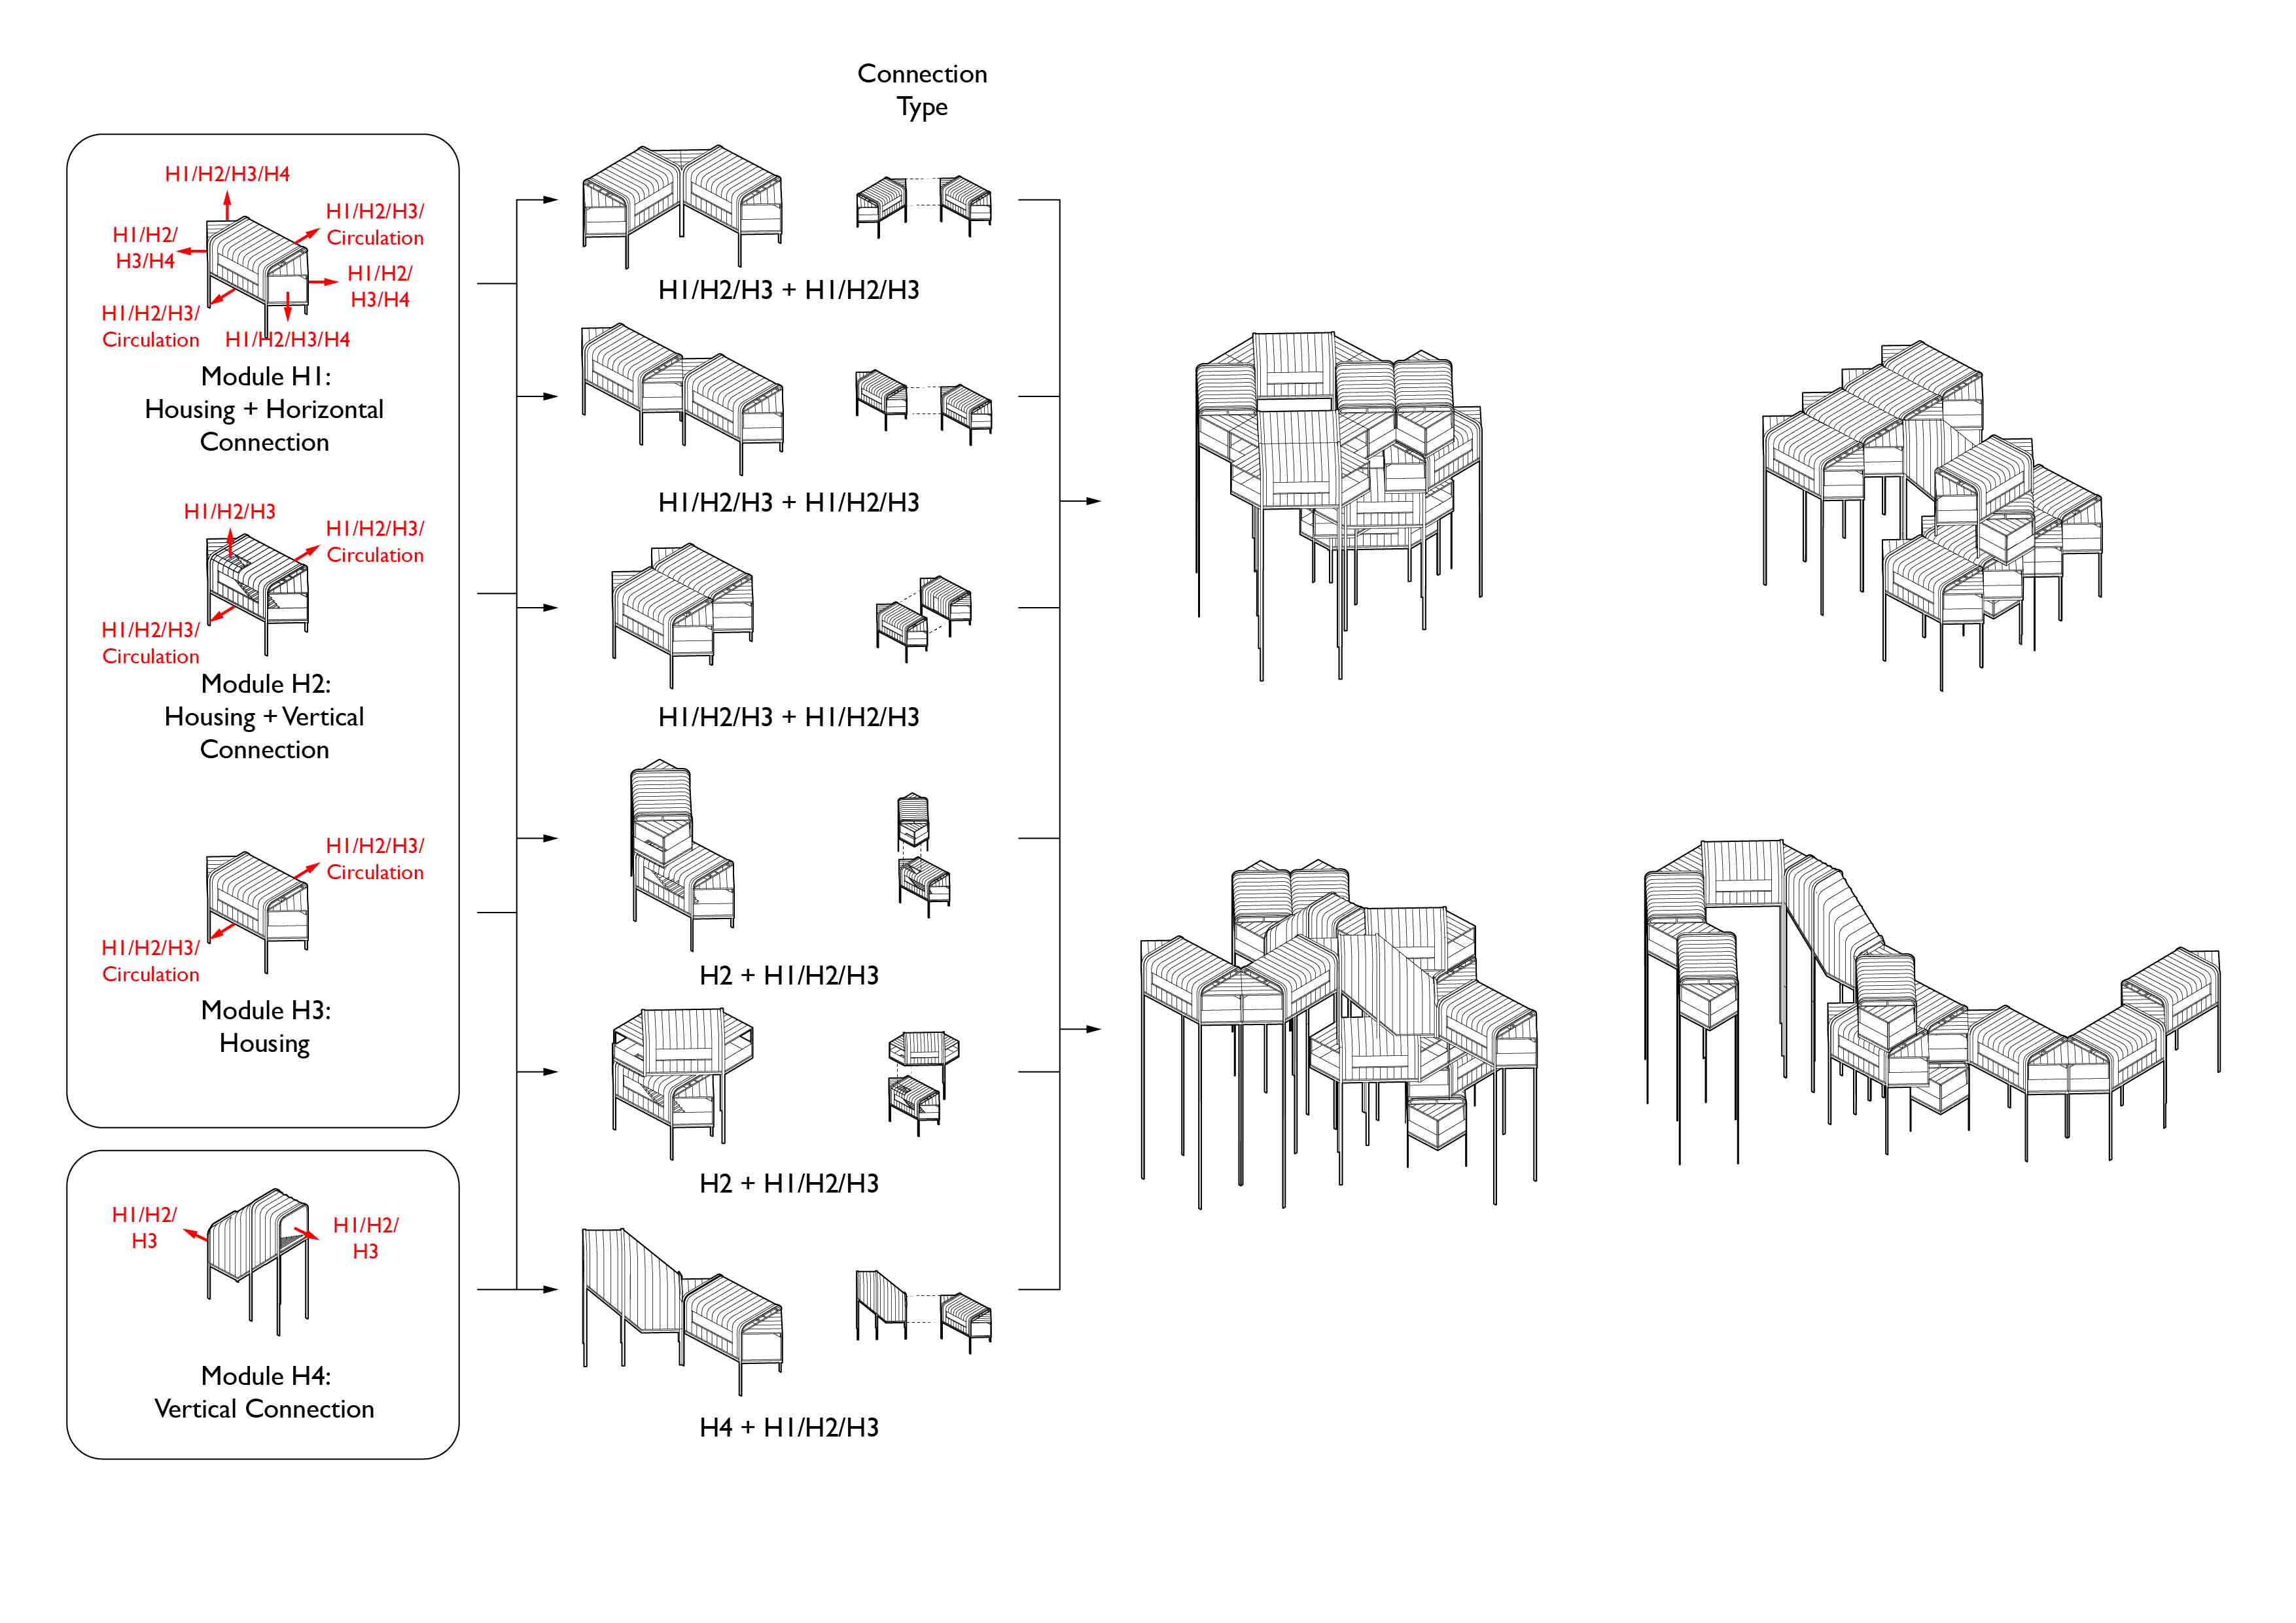 Connection
Type
H1/H2/H3/H4
H1/H2/H3/
Circulation
H1/H2/
H3/H4
H1/H2/
H3/H4
H1/H2/H3/
Circulation
H1/H2/H3/H4
Module H1:
Housing + Horizontal
Connection
H1/H2/H3
H1/H2/H3/
Circulation
H1/H2/H3/
Circulation
Module H2:
Housing + Vertical
Connection
H1/H2/H3/
Circulation
H1/H2/H3/
Circulation
Module H3:
Housing
H1/H2/
H3
H1/H2/
H3
Module H4:
Vertical Connection
H1/H2/H3 + H1/H2/H3
H1/H2/H3 + H1/H2/H3
H1/H2/H3 + H1/H2/H3
H2 + H1/H2/H3
H2 + H1/H2/H3
H4 + H1/H2/H3